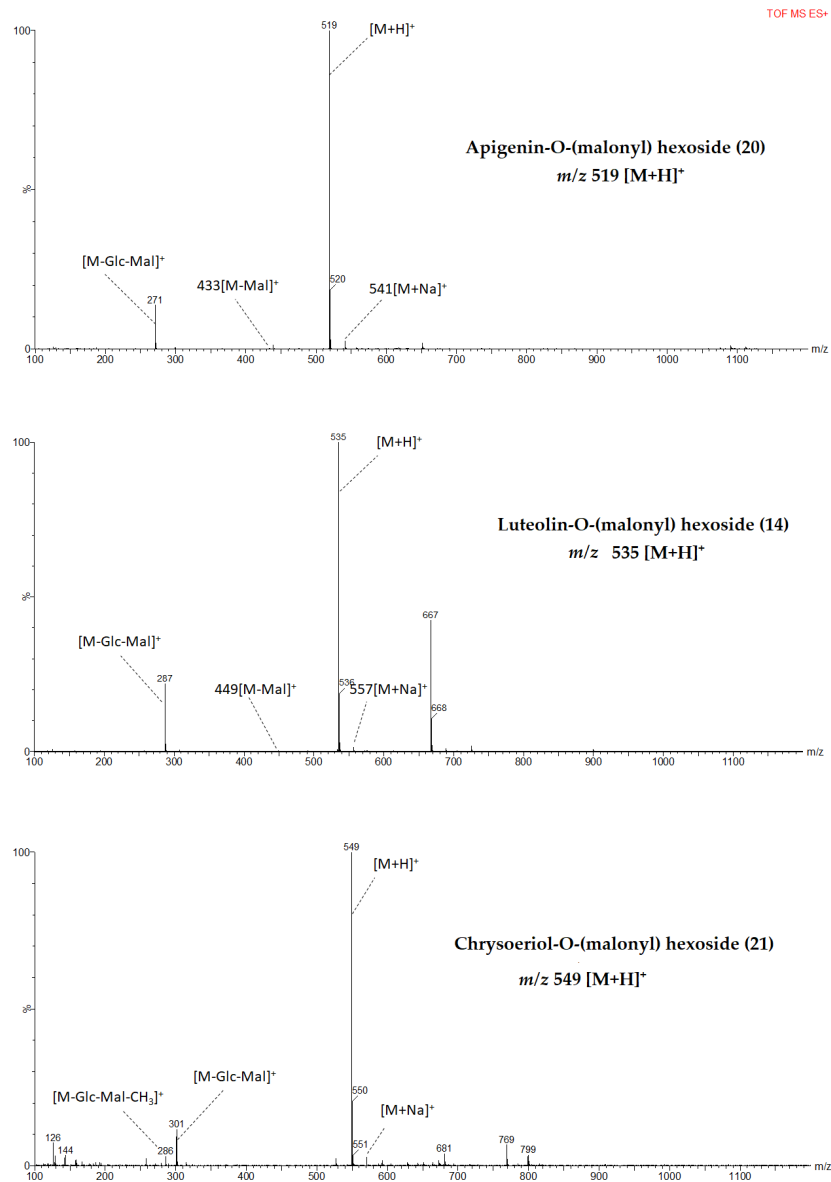 TOF MS ES+
100
519
[M+H]⁺
Apigenin-O-(malonyl) hexoside (20)
m/z 519 [M+H]⁺
%
[M-Glc-Mal]⁺
433[M-Mal]⁺
541[M+Na]⁺
520
271
0
100 200 300 400 500 600 700 800 900 1000 1100 m/z
100
535
[M+H]⁺
Luteolin-O-(malonyl) hexoside (14)
m/z 535 [M+H]⁺
%
667
[M-Glc-Mal]⁺
287
449[M-Mal]⁺
536
557[M+Na]⁺
668
0
100 200 300 400 500 600 700 800 900 1000 1100 m/z
100
549
[M+H]⁺
Chrysoeriol-O-(malonyl) hexoside (21)
m/z 549 [M+H]⁺
%
[M-Glc-Mal]⁺
[M-Glc-Mal-CH₃]⁺
550
[M+Na]⁺
301
126
144
286
551
681
769
799
0
100 200 300 400 500 600 700 800 900 1000 1100 m/z